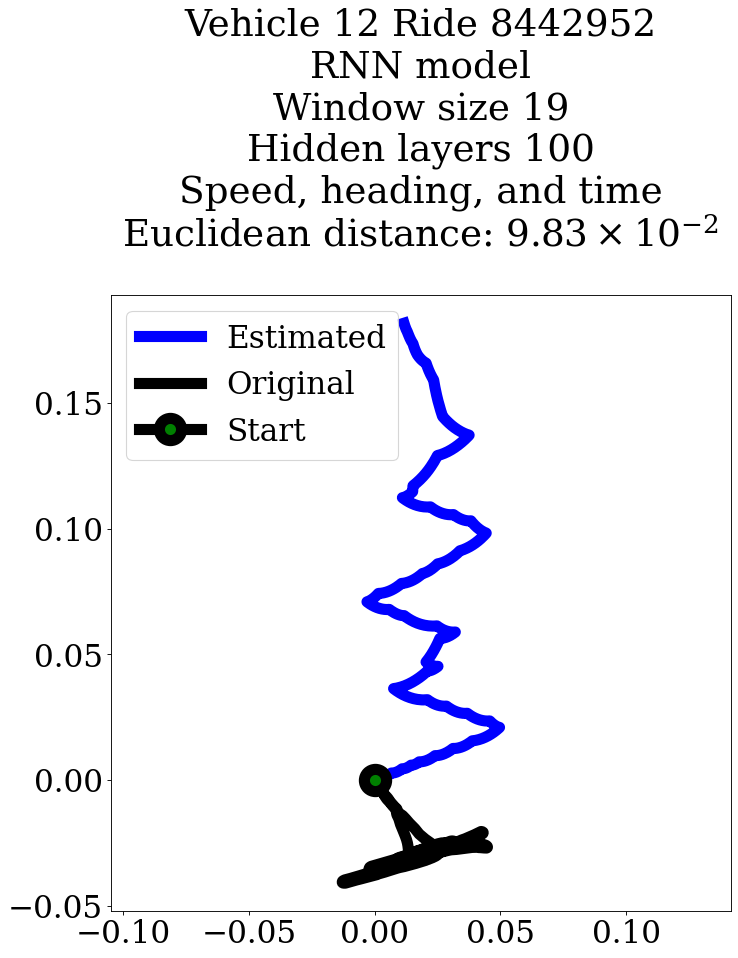 Vehicle 12 Ride 8442952
RNN model
Window size 19
Hidden layers 100
Speed, heading, and time
Euclidean distance: 9.83 × 10⁻²
Estimated
Original
Start
0.15
0.10
0.05
0.00
−0.05
−0.10 −0.05 0.00 0.05 0.10